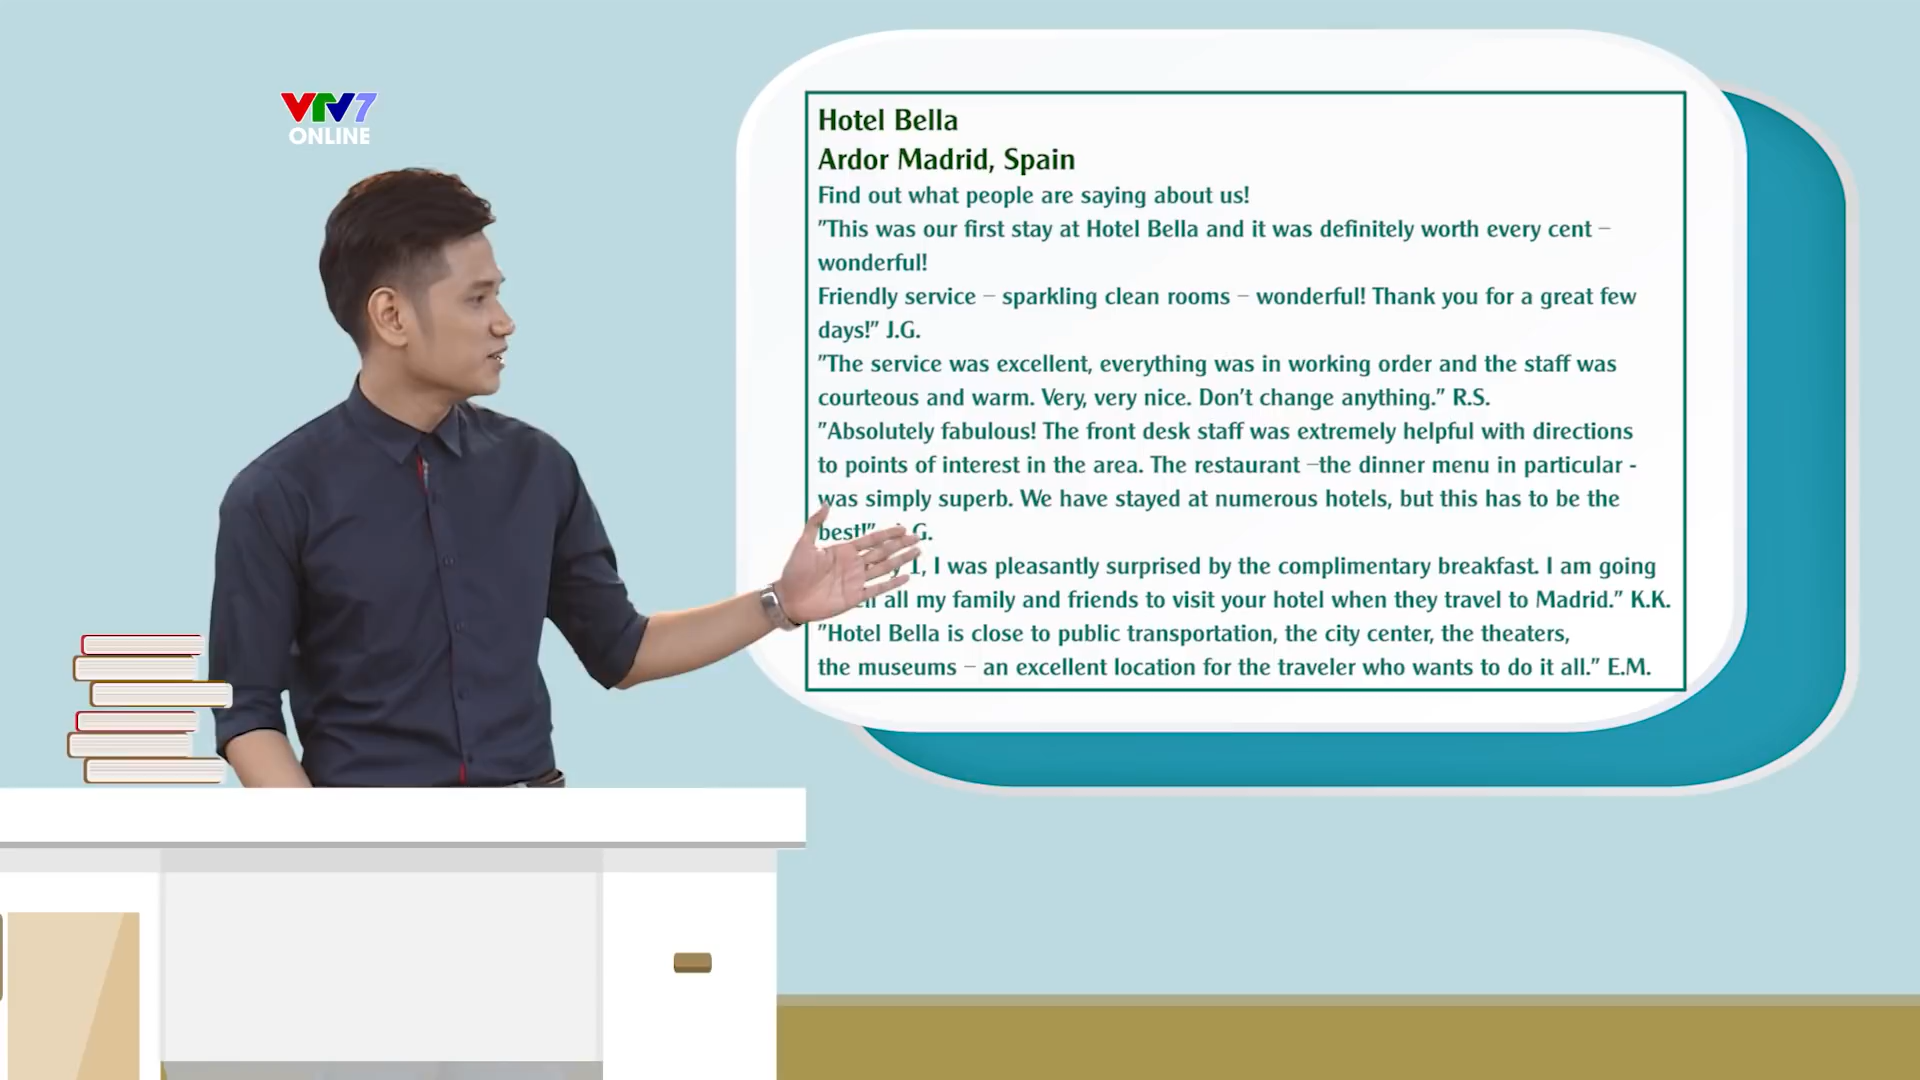 VTV7
ONLINE
Hotel Bella
Ardor Madrid, Spain
Find out what people are saying about us!
"This was our first stay at Hotel Bella and it was definitely worth every cent –
wonderful!
Friendly service – sparkling clean rooms – wonderful! Thank you for a great few
days!" J.G.
"The service was excellent, everything was in working order and the staff was
courteous and warm. Very, very nice. Don't change anything." R.S.
"Absolutely fabulous! The front desk staff was extremely helpful with directions
to points of interest in the area. The restaurant –the dinner menu in particular -
was simply superb. We have stayed at numerous hotels, but this has to be the
best!" G.
1, I was pleasantly surprised by the complimentary breakfast. I am going
all my family and friends to visit your hotel when they travel to Madrid." K.K.
"Hotel Bella is close to public transportation, the city center, the theaters,
the museums – an excellent location for the traveler who wants to do it all." E.M.